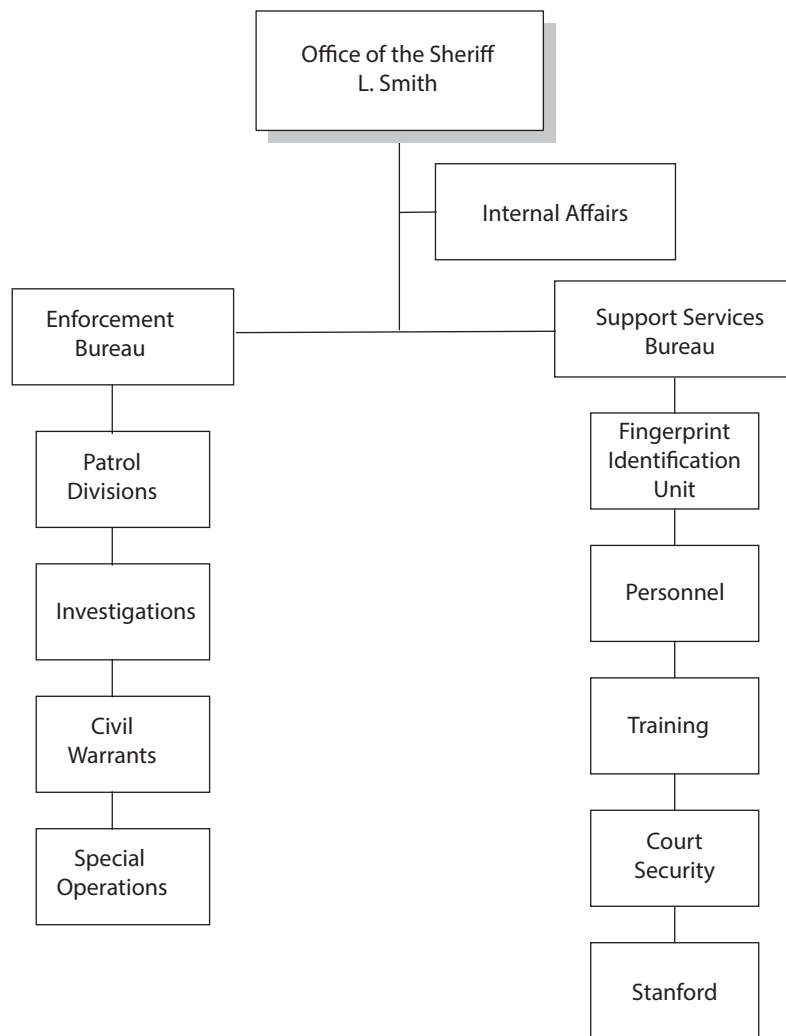 Office of the Sheriff
L. Smith
Internal Affairs
Enforcement
Bureau
Support Services
Bureau
Patrol
Divisions
Investigations
Civil
Warrants
Special
Operations
Fingerprint
Identification
Unit
Personnel
Training
Court
Security
Stanford